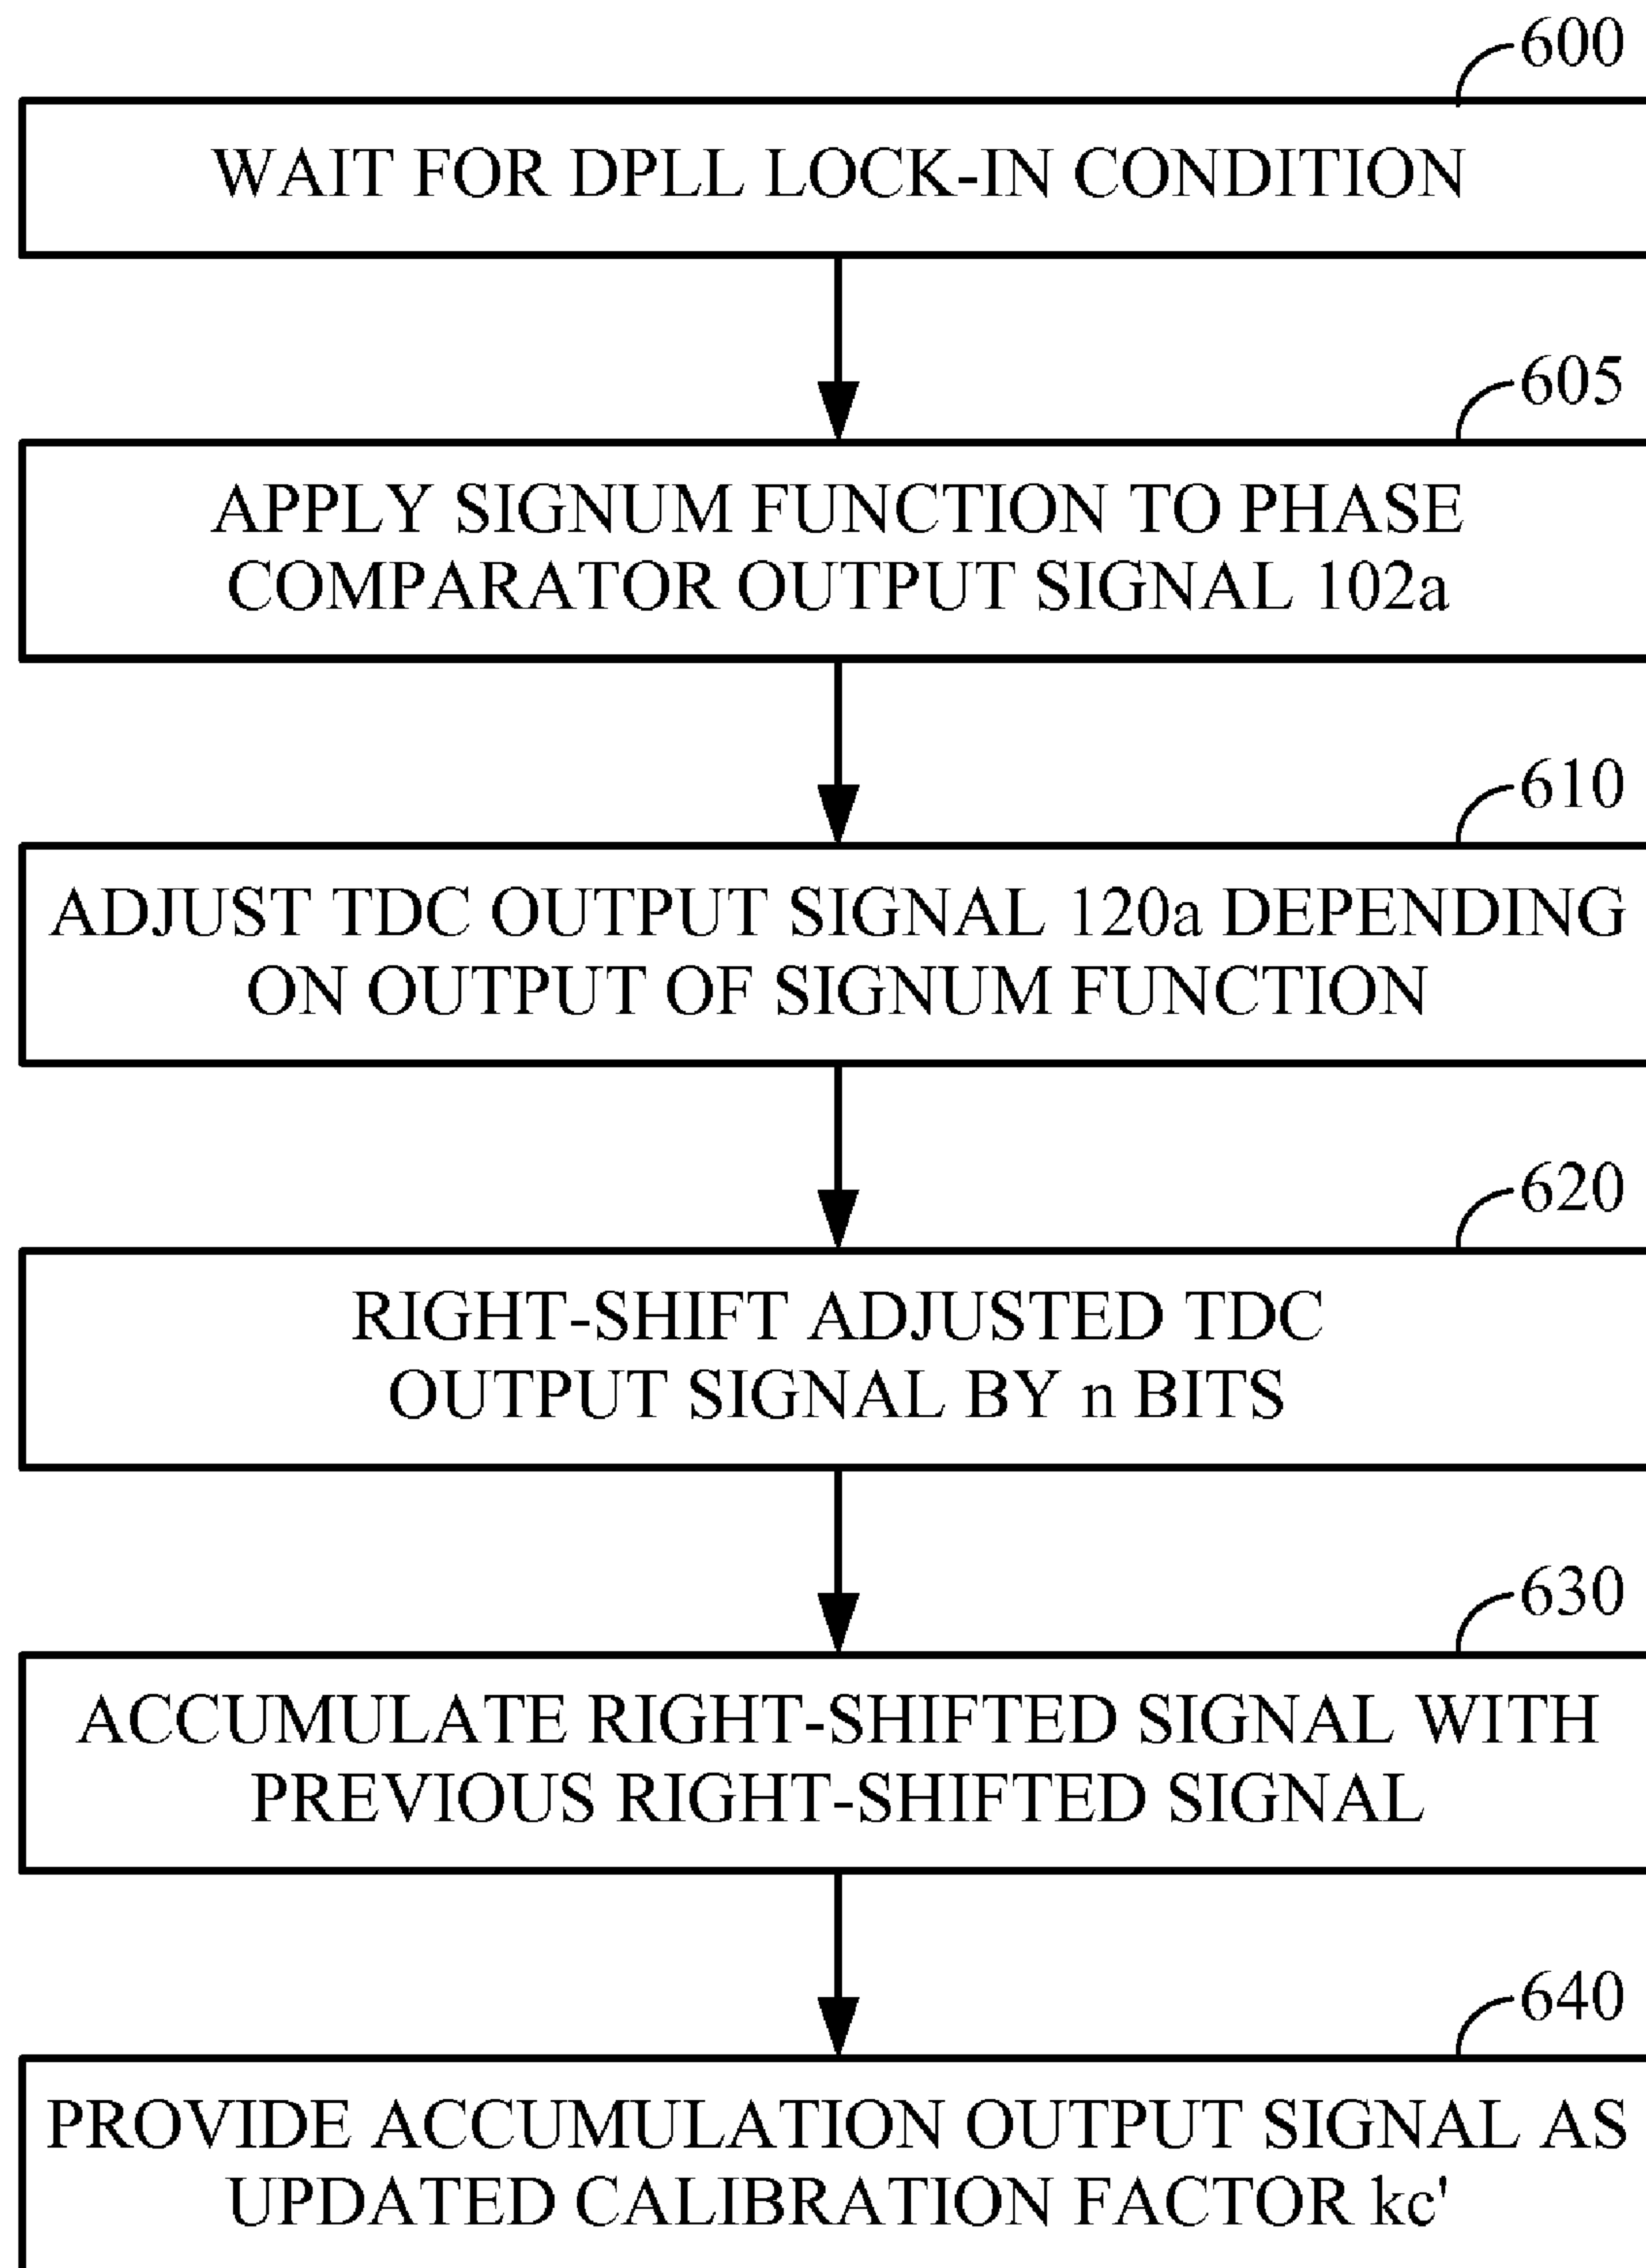 600
WAIT FOR DPLL LOCK-IN CONDITION
605
APPLY SIGNUM FUNCTION TO PHASE
COMPARATOR OUTPUT SIGNAL 102a
610
ADJUST TDC OUTPUT SIGNAL 120a DEPENDING
ON OUTPUT OF SIGNUM FUNCTION
620
RIGHT-SHIFT ADJUSTED TDC
OUTPUT SIGNAL BY n BITS
630
ACCUMULATE RIGHT-SHIFTED SIGNAL WITH
PREVIOUS RIGHT-SHIFTED SIGNAL
640
PROVIDE ACCUMULATION OUTPUT SIGNAL AS
UPDATED CALIBRATION FACTOR kc'